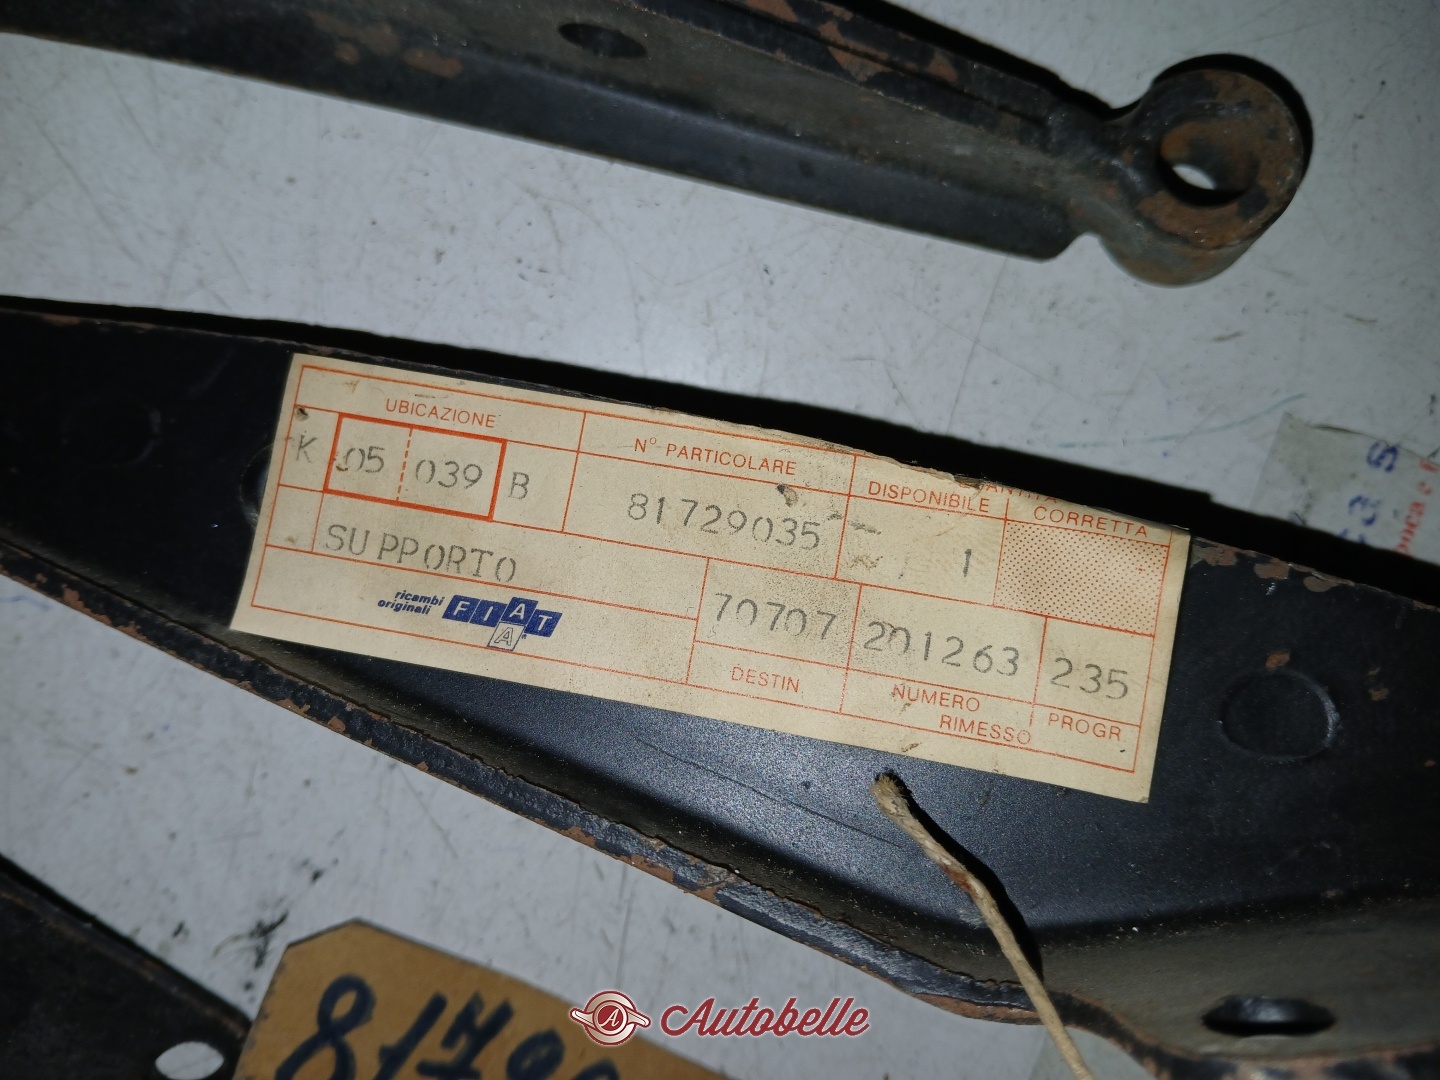 UBICAZIONE
Nº PARTICOLARE
DISPONIBILE
CORRETTA
K 05 039 B
81729035
1
SUPPORTO
ricambi
originali
FIAT
A
70707
201263
235
DESTIN.
NUMERO
RIMESSO
PROGR.
A Autobelle